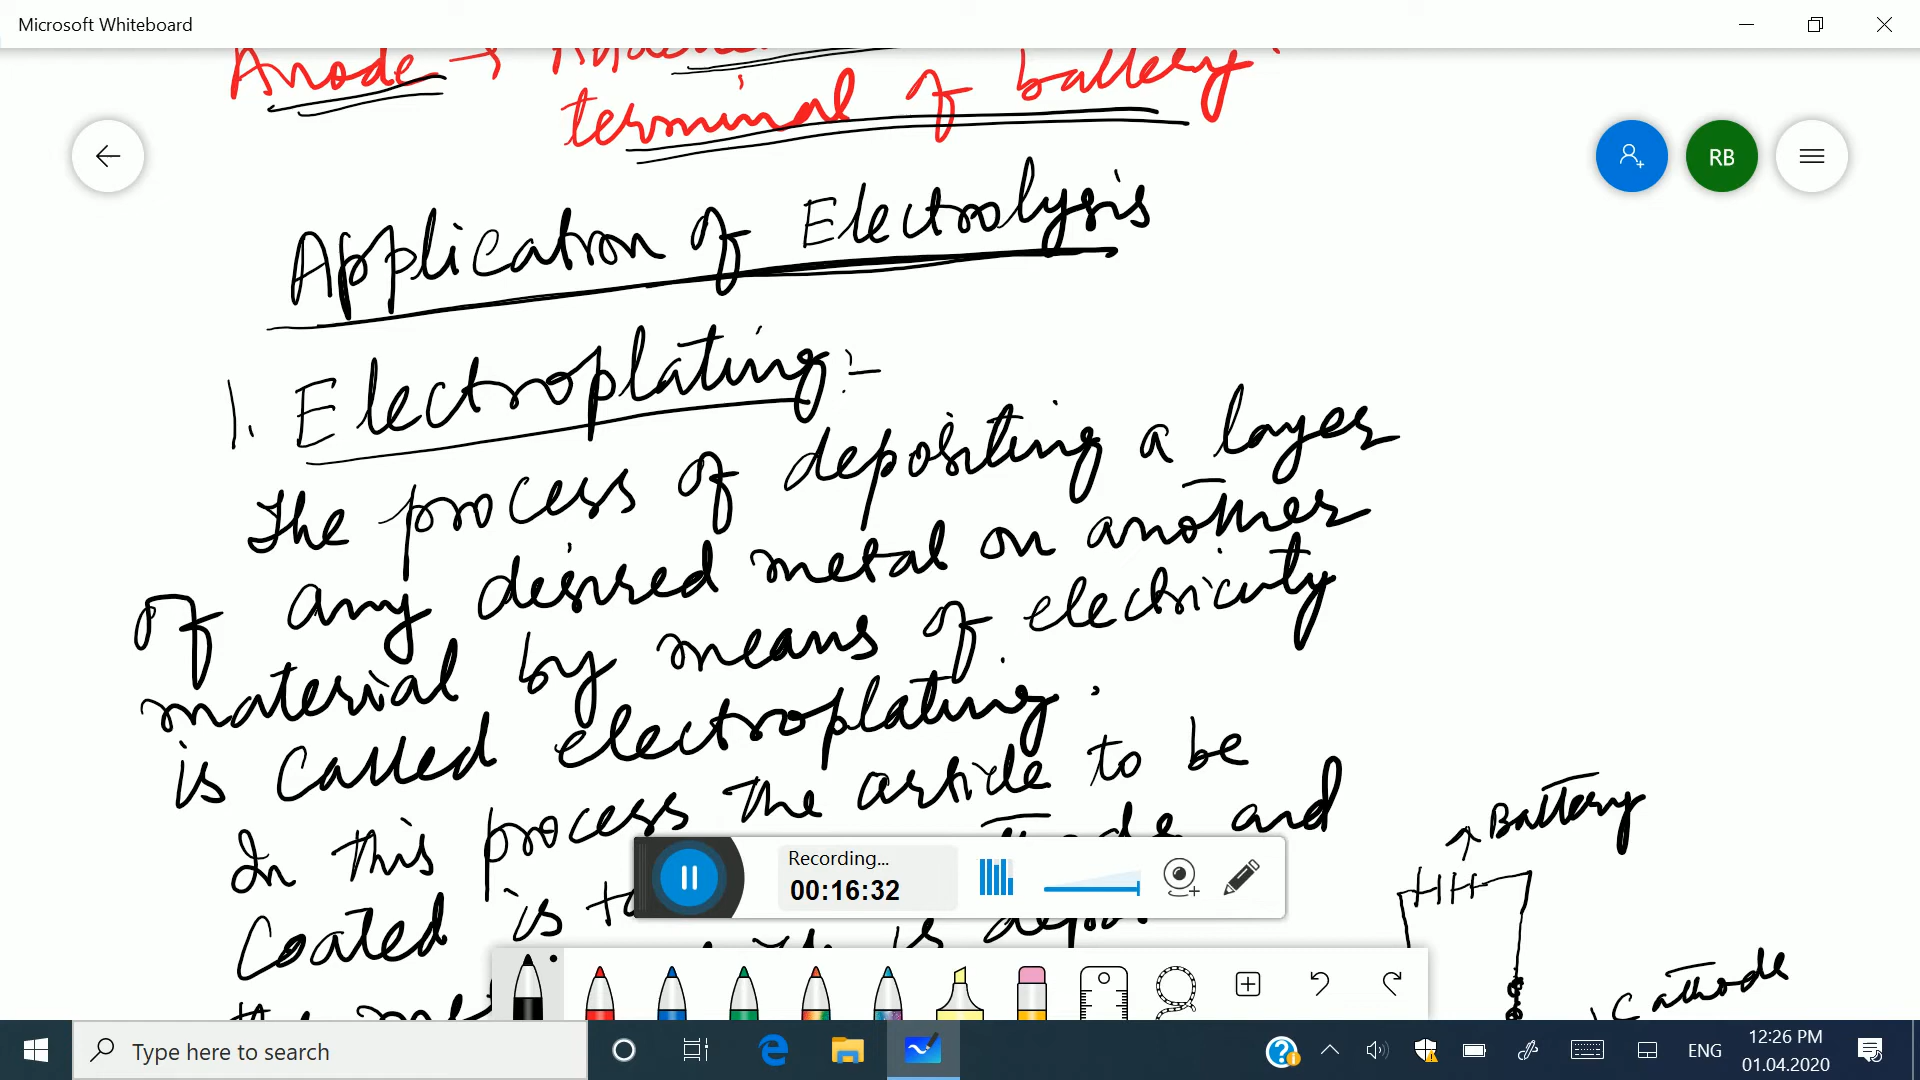 Microsoft Whiteboard
Anode →
terminal of battery.
RB
Application of Electrolysis
1. Electroplating :-
The process of depositing a layer
of any desired metal on another
material by means of electricity
is called electroplating.
In this process the article to be
Coated is and
is
Recording...
00:16:32
Battery
Cathode
Type here to search
ENG
12:26 PM
01.04.2020